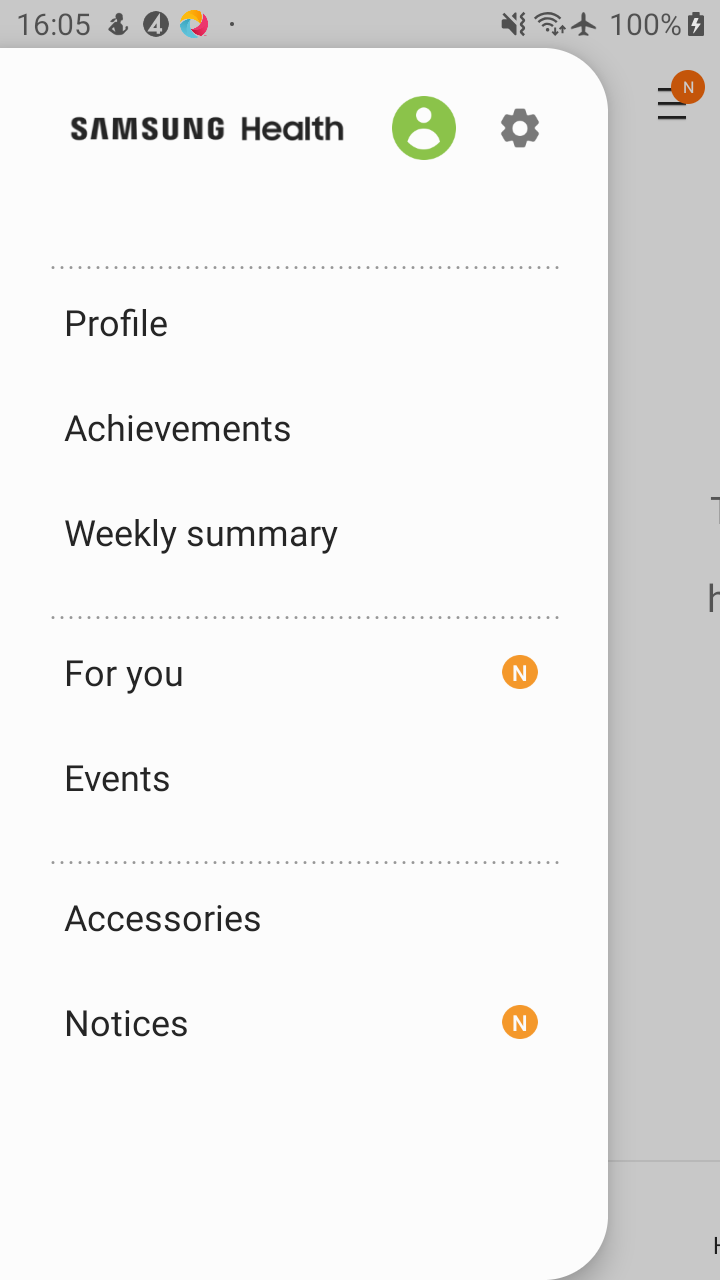 16:05
100%
N
SAMSUNG Health
Profile
Achievements
Weekly summary
For you N
Events
Accessories
Notices N